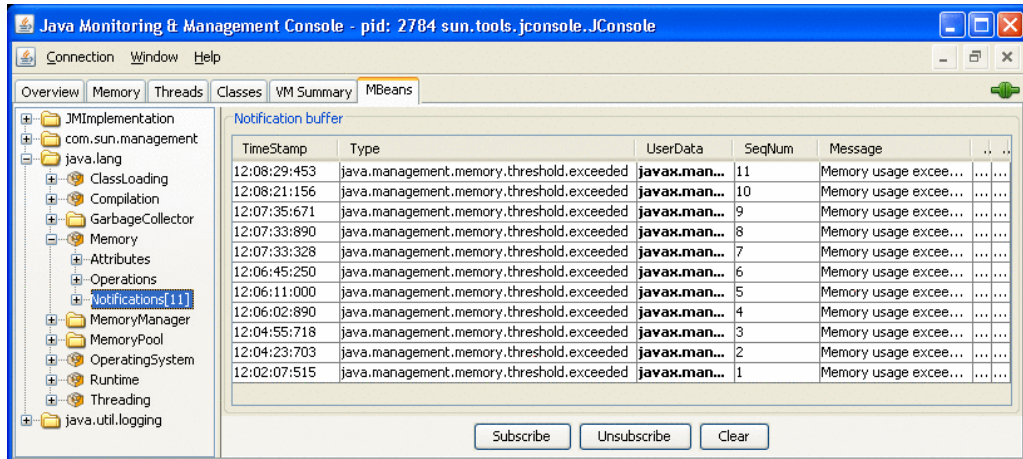 Java Monitoring & Management Console - pid: 2784 sun.tools.jconsole.JConsole
Connection Window Help
Overview Memory Threads Classes VM Summary MBeans
JMImplementation
com.sun.management
java.lang
ClassLoading
Compilation
GarbageCollector
Memory
Attributes
Operations
Notifications[11]
MemoryManager
MemoryPool
OperatingSystem
Runtime
Threading
java.util.logging
Notification buffer
TimeStamp Type UserData SeqNum Message .. ..
12:08:29:453 java.management.memory.threshold.exceeded javax.man... 11 Memory usage excee... ... ...
12:08:21:156 java.management.memory.threshold.exceeded javax.man... 10 Memory usage excee... ... ...
12:07:35:671 java.management.memory.threshold.exceeded javax.man... 9 Memory usage excee... ... ...
12:07:33:890 java.management.memory.threshold.exceeded javax.man... 8 Memory usage excee... ... ...
12:07:33:328 java.management.memory.threshold.exceeded javax.man... 7 Memory usage excee... ... ...
12:06:45:250 java.management.memory.threshold.exceeded javax.man... 6 Memory usage excee... ... ...
12:06:11:000 java.management.memory.threshold.exceeded javax.man... 5 Memory usage excee... ... ...
12:06:02:890 java.management.memory.threshold.exceeded javax.man... 4 Memory usage excee... ... ...
12:04:55:718 java.management.memory.threshold.exceeded javax.man... 3 Memory usage excee... ... ...
12:04:23:703 java.management.memory.threshold.exceeded javax.man... 2 Memory usage excee... ... ...
12:02:07:515 java.management.memory.threshold.exceeded javax.man... 1 Memory usage excee... ... ...
Subscribe Unsubscribe Clear